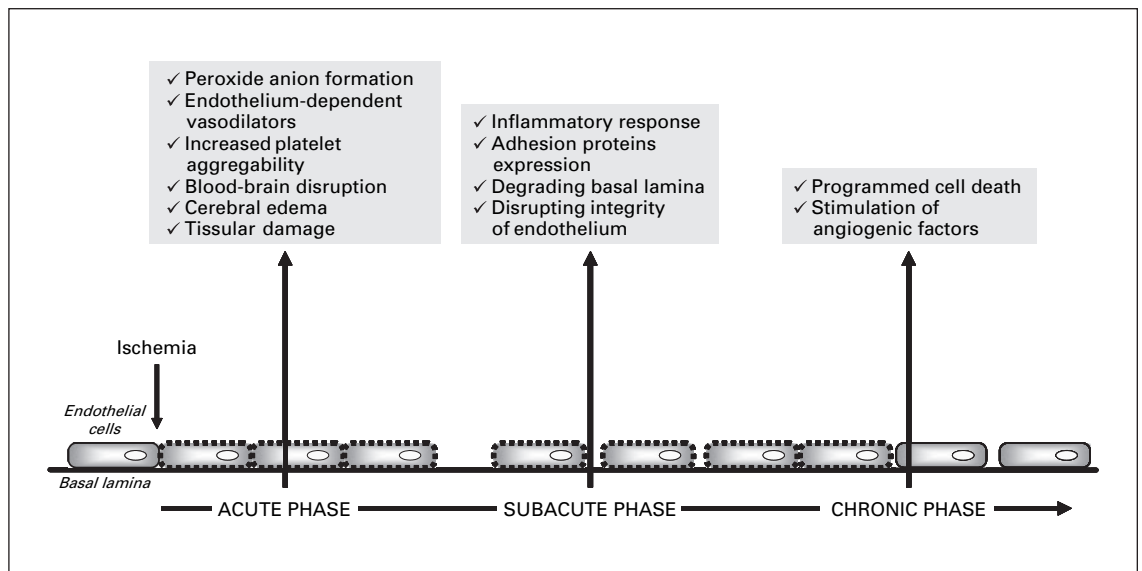 ✓ Peroxide anion formation
✓ Endothelium-dependent
vasodilators
✓ Increased platelet
aggregability
✓ Blood-brain disruption
✓ Cerebral edema
✓ Tissular damage
✓ Inflammatory response
✓ Adhesion proteins
expression
✓ Degrading basal lamina
✓ Disrupting integrity
of endothelium
✓ Programmed cell death
✓ Stimulation of
angiogenic factors
Ischemia
Endothelial
cells
Basal lamina
ACUTE PHASE
SUBACUTE PHASE
CHRONIC PHASE